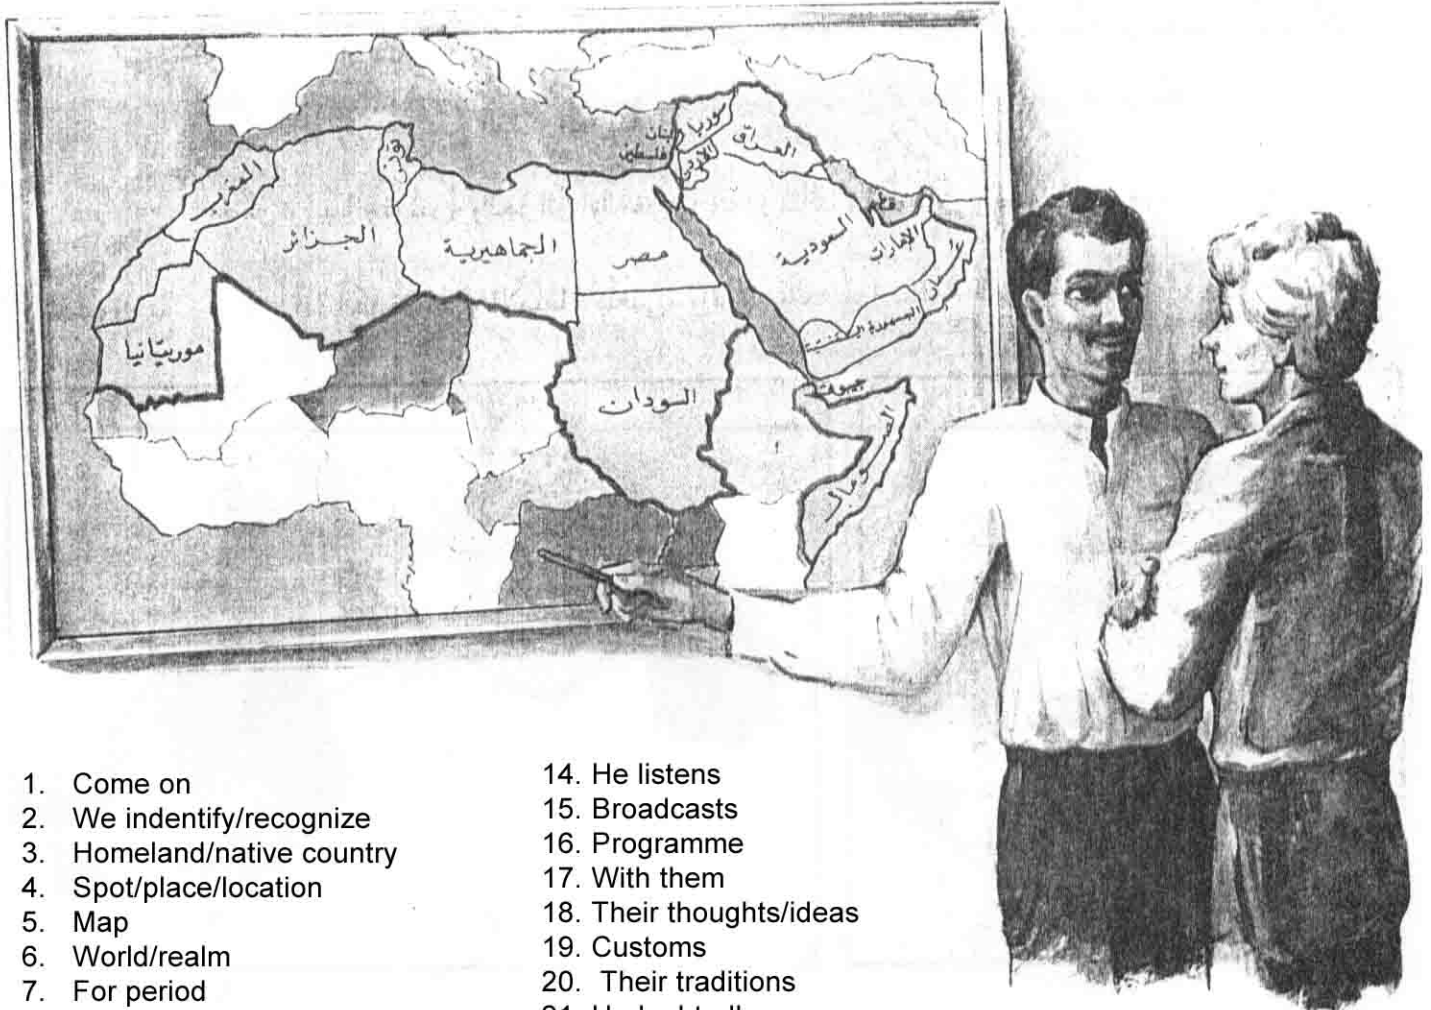 سوريا
لبنان
فلسطين
العراق
الأردن
المغرب
الجزائر
الجماهيرية
مصر
السعودية
قطر
الإمارات
موريتانيا
السودان
جيبوتي
الصومال
1. Come on
2. We indentify/recognize
3. Homeland/native country
4. Spot/place/location
5. Map
6. World/realm
7. For period
14. He listens
15. Broadcasts
16. Programme
17. With them
18. Their thoughts/ideas
19. Customs
20. Their traditions